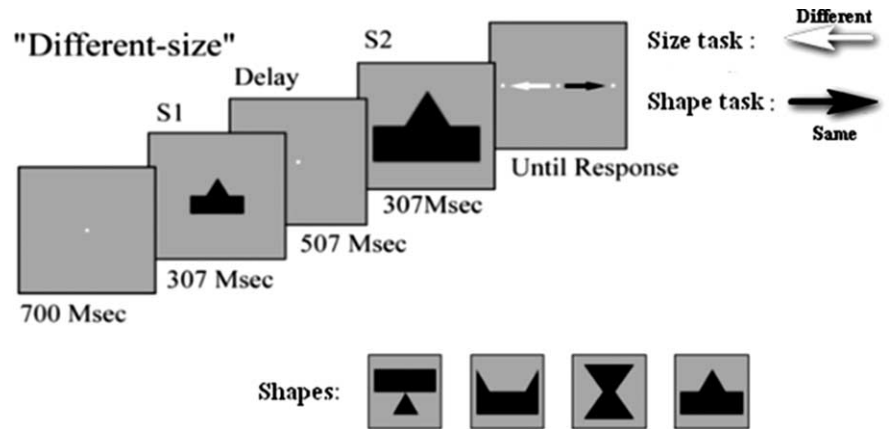 "Different-size"
S1
Delay
S2
Size task :
Different
Shape task :
Same
700 Msec
307 Msec
507 Msec
307Msec
Until Response
Shapes: